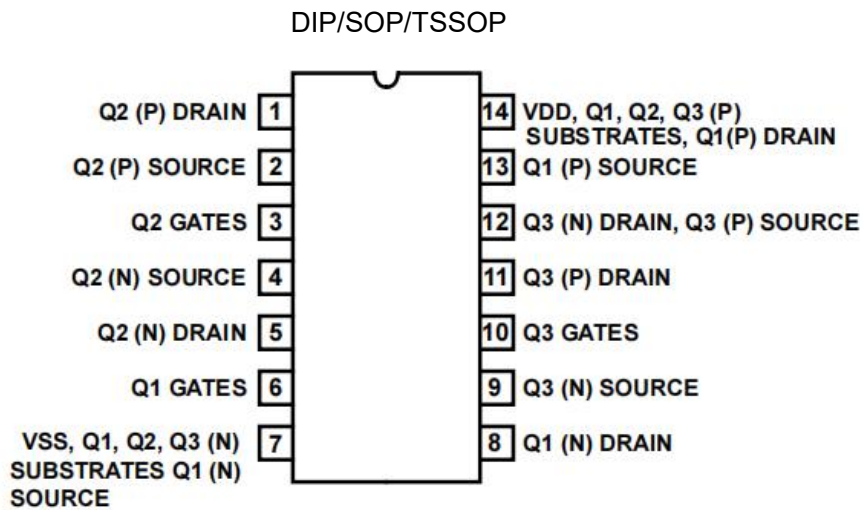 DIP/SOP/TSSOP
Q2 (P) DRAIN 1
Q2 (P) SOURCE 2
Q2 GATES 3
Q2 (N) SOURCE 4
Q2 (N) DRAIN 5
Q1 GATES 6
VSS, Q1, Q2, Q3 (N) 7
SUBSTRATES Q1 (N)
SOURCE
14 VDD, Q1, Q2, Q3 (P)
SUBSTRATES, Q1(P) DRAIN
13 Q1 (P) SOURCE
12 Q3 (N) DRAIN, Q3 (P) SOURCE
11 Q3 (P) DRAIN
10 Q3 GATES
9 Q3 (N) SOURCE
8 Q1 (N) DRAIN